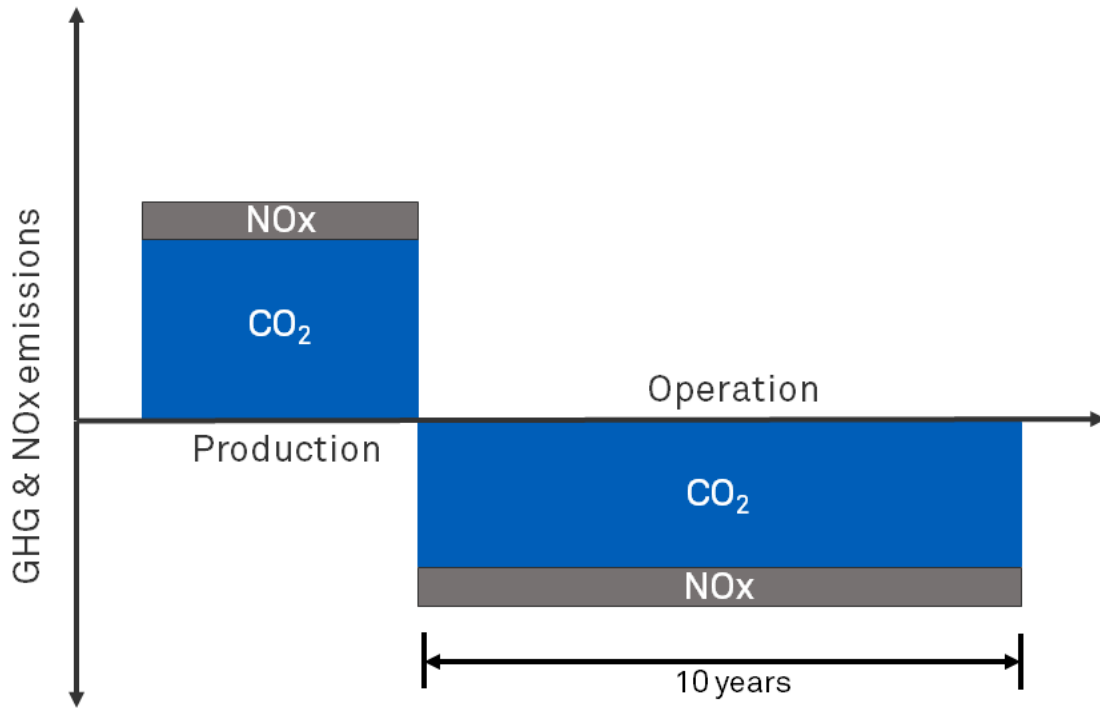 GHG & NOx emissions
NOx
CO₂
Operation
Production
CO₂
NOx
10 years